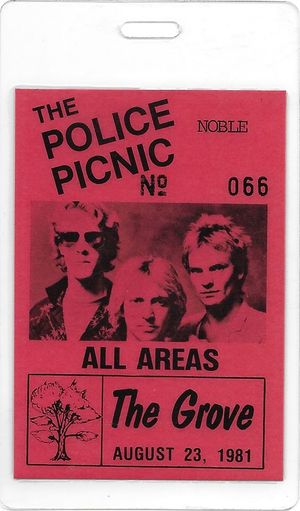 THE
POLICE
PICNIC
NOBLE
Nº 066
ALL AREAS
The Grove
AUGUST 23, 1981